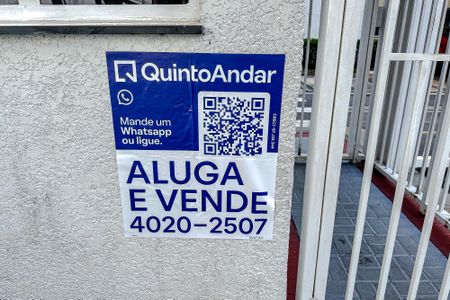 QuintoAndar
Mande um
Whatsapp
ou ligue.
ALUGA
E VENDE
4020-2507